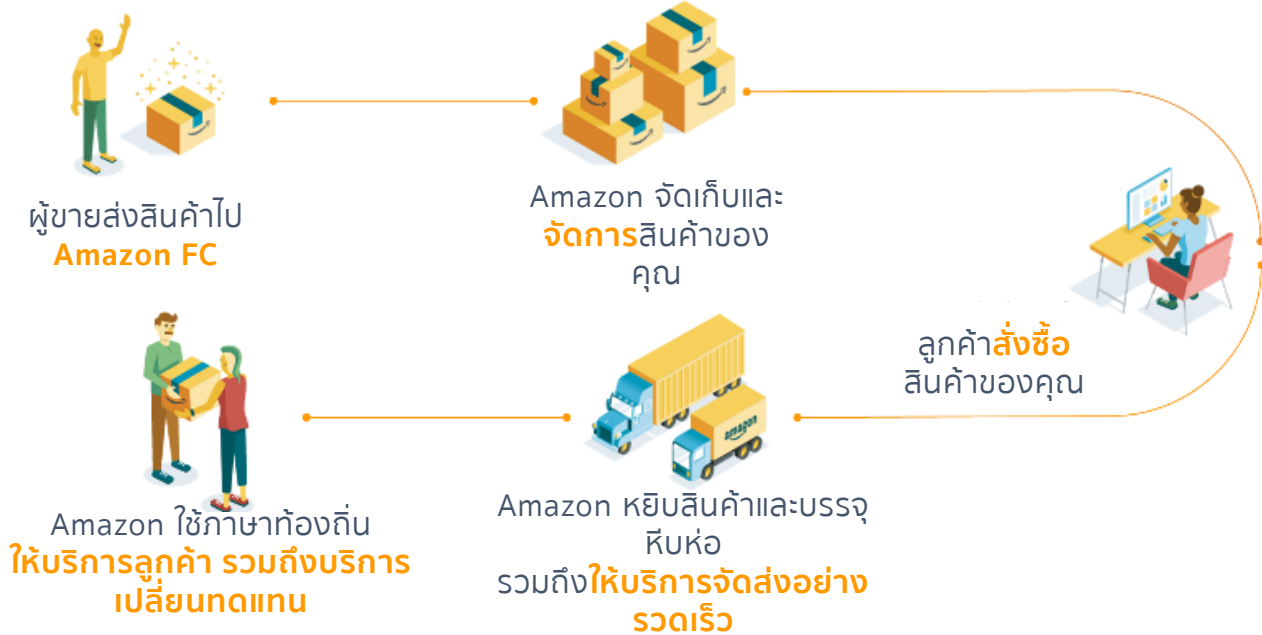 ผู้ขายส่งสินค้าไป
Amazon FC
Amazon จัดเก็บและ
จัดการสินค้าของ
คุณ
ลูกค้าสั่งซื้อ
สินค้าของคุณ
amazon
Amazon หยิบสินค้าและบรรจุ
หีบห่อ
รวมถึงให้บริการจัดส่งอย่าง
รวดเร็ว
Amazon ใช้ภาษาท้องถิ่น
ให้บริการลูกค้า รวมถึงบริการ
เปลี่ยนทดแทน